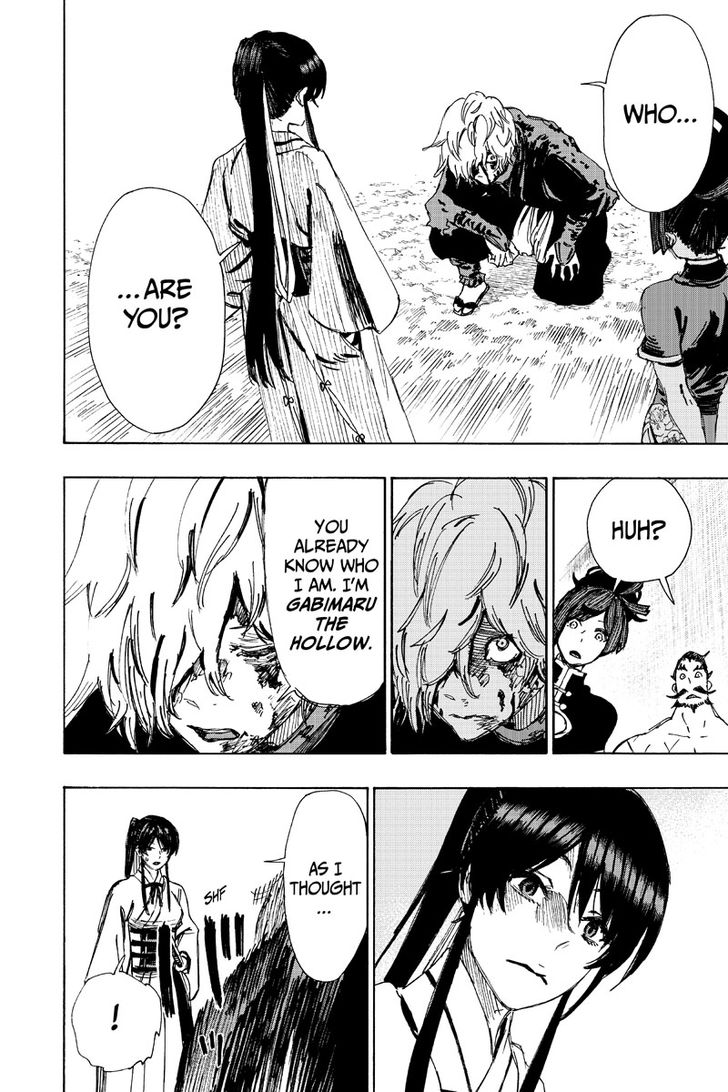 WHO...
...ARE
YOU?
HUH?
YOU
ALREADY
KNOW WHO
I AM. I'M
GABIMARU
THE
HOLLOW.
AS I
THOUGHT
...
SHF
!